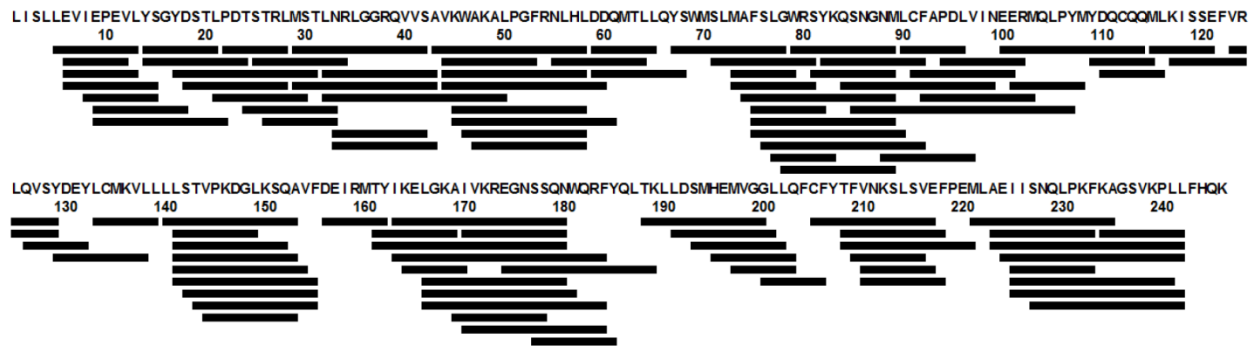 LISLLEVIEPEVLYSGYDSTLPDTSTRLMSTLNRLGGRQVVSAVKWAKALPGFRNLHLDDQMTLLQYSWMSLMAFSLGWRSYKQSNGNMLCFAPDLVINEERMQLPYMYDQCQQMLKISSEFVR
10 20 30 40 50 60 70 80 90 100 110 120
LQVSYDEYLCMKVLLLLSTVPKDGLKSQAVFDEIRMTYIKELGKAIVKREGNSSQNWQRFYQLTKLLDSMHEMVGGLLQFCFYTFVNKSLSVEFPEMLAEIISNQLPKFKAGSVKPLLFHQK
130 140 150 160 170 180 190 200 210 220 230 240